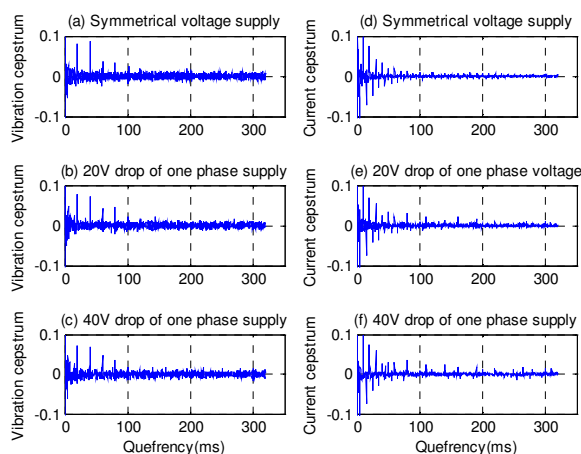 (a) Symmetrical voltage supply
Vibration cepstrum
0.1
0
-0.1
0 100 200 300
(d) Symmetrical voltage supply
Current cepstrum
0.1
0
-0.1
0 100 200 300
(b) 20V drop of one phase supply
Vibration cepstrum
0.1
0
-0.1
0 100 200 300
(e) 20V drop of one phase voltage
Current cepstrum
0.1
0
-0.1
0 100 200 300
(c) 40V drop of one phase supply
Vibration cepstrum
0.1
0
-0.1
0 100 200 300
Quefrency(ms)
(f) 40V drop of one phase supply
Current cepstrum
0.1
0
-0.1
0 100 200 300
Quefrency(ms)